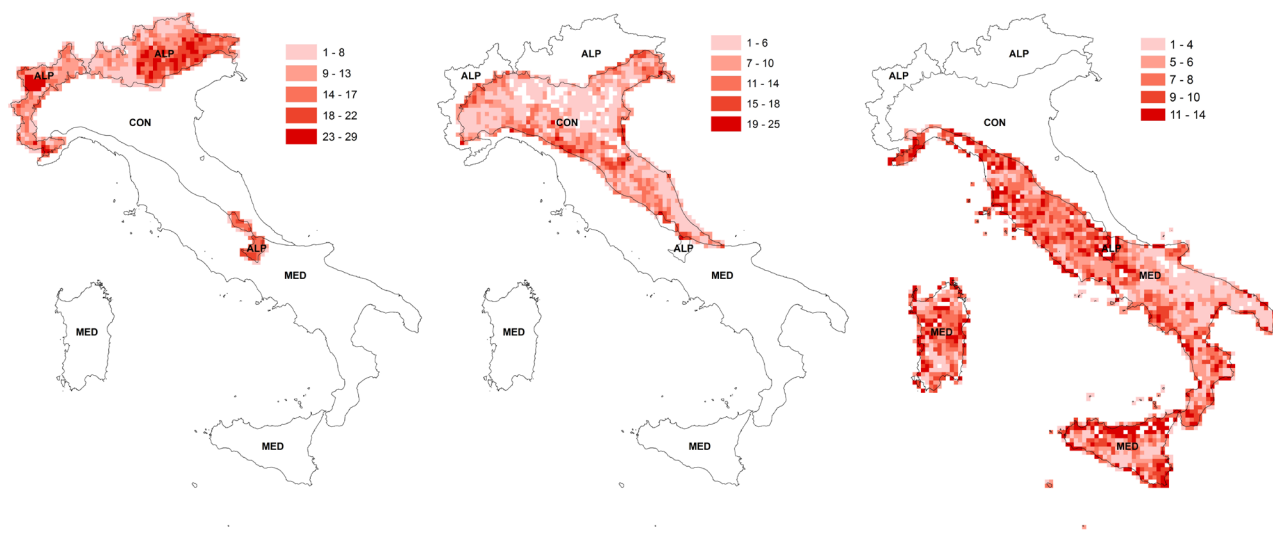 ALP
ALP
CON
ALP
MED
MED
MED
1 - 8
9 - 13
14 - 17
18 - 22
23 - 29
ALP
ALP
CON
ALP
MED
MED
MED
1 - 6
7 - 10
11 - 14
15 - 18
19 - 25
ALP
ALP
CON
ALP
MED
MED
MED
1 - 4
5 - 6
7 - 8
9 - 10
11 - 14